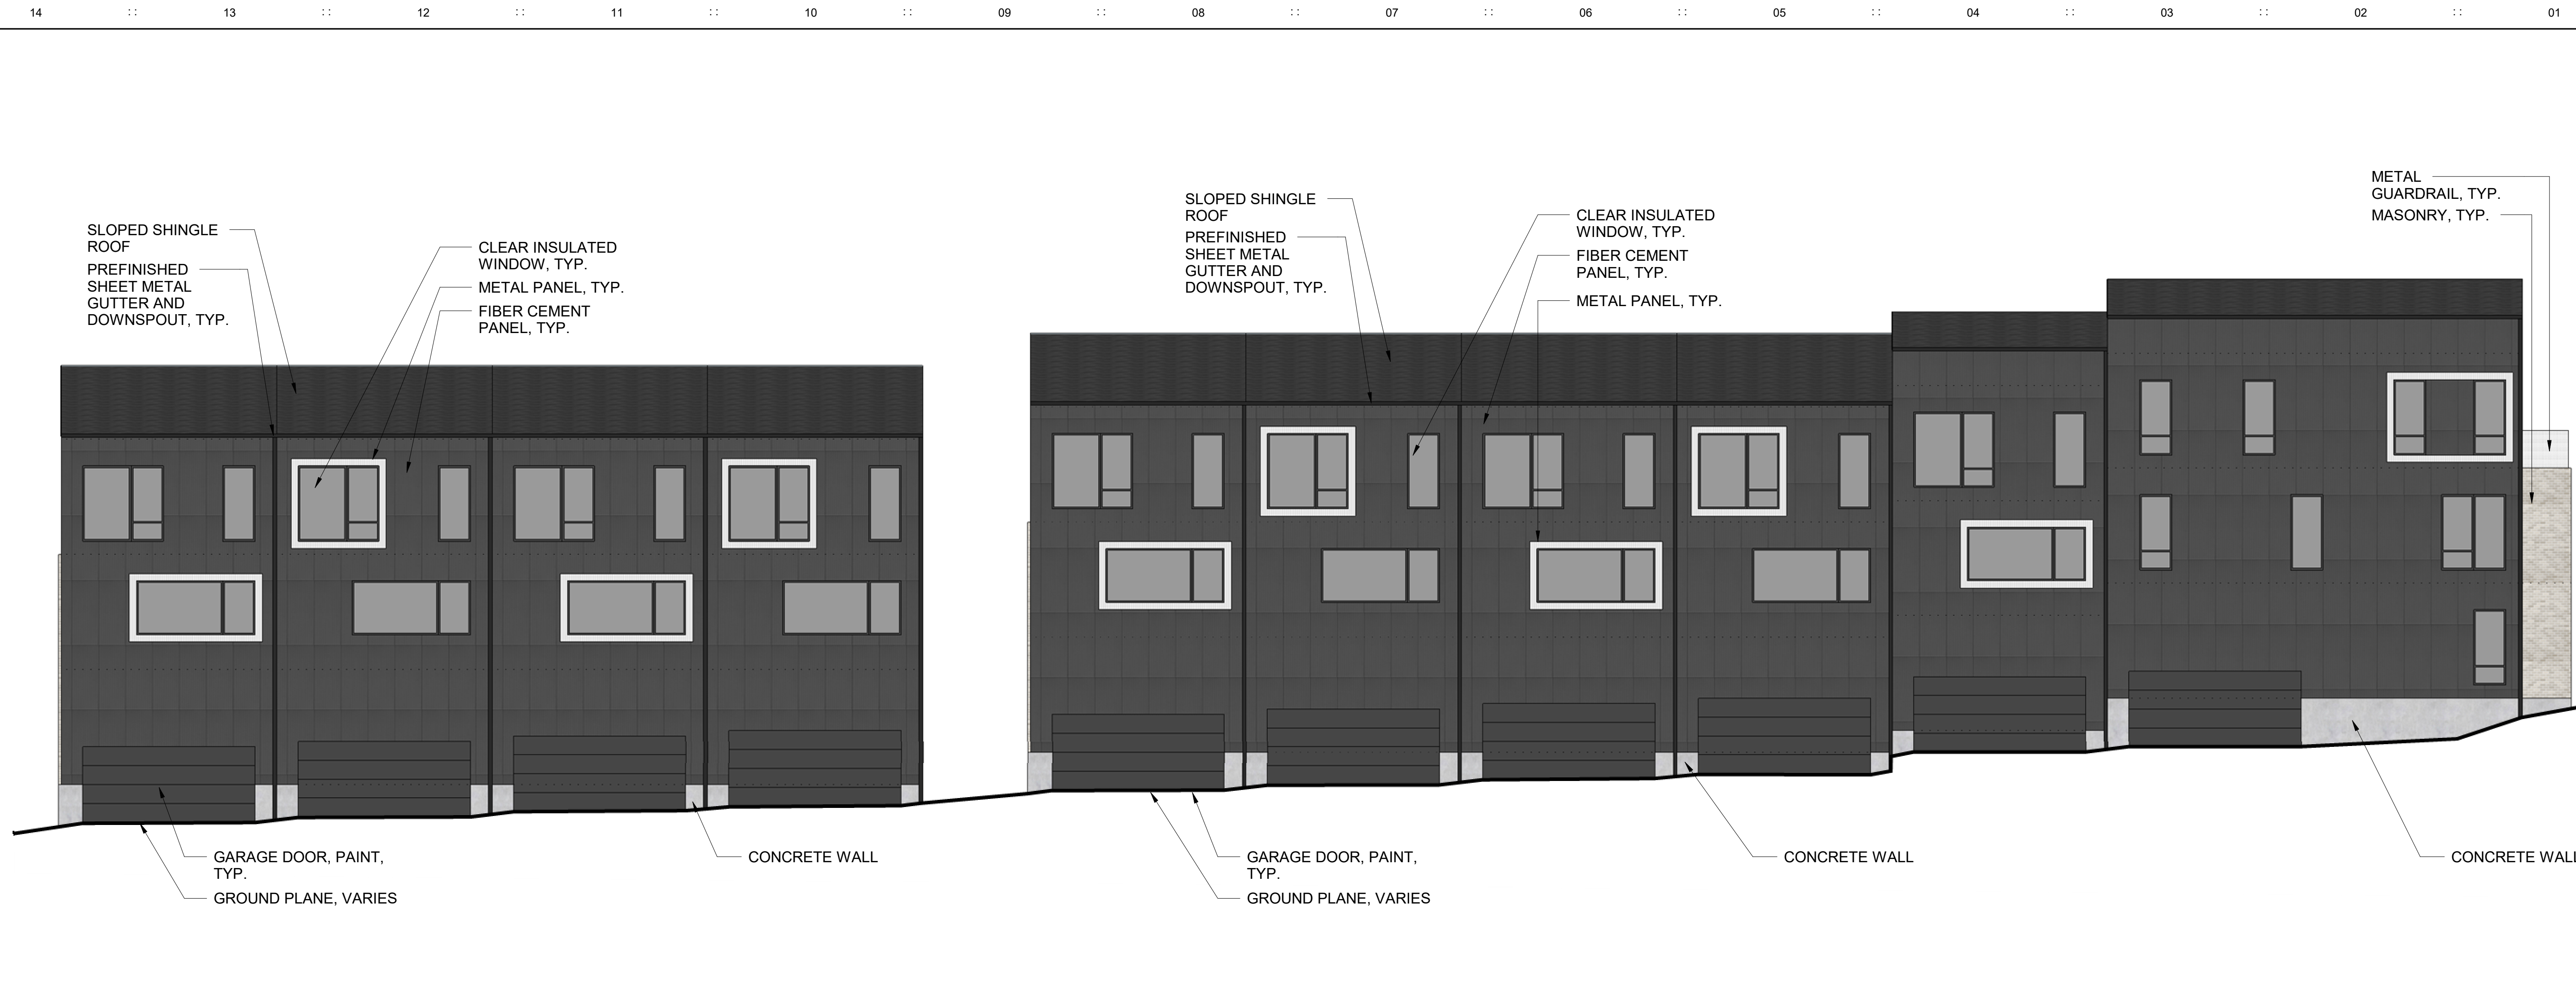 14 :: 13 :: 12 :: 11 :: 10 :: 09 :: 08 :: 07 :: 06 :: 05 :: 04 :: 03 :: 02 :: 01
SLOPED SHINGLE
ROOF
PREFINISHED
SHEET METAL
GUTTER AND
DOWNSPOUT, TYP.
CLEAR INSULATED
WINDOW, TYP.
METAL PANEL, TYP.
FIBER CEMENT
PANEL, TYP.
SLOPED SHINGLE
ROOF
PREFINISHED
SHEET METAL
GUTTER AND
DOWNSPOUT, TYP.
CLEAR INSULATED
WINDOW, TYP.
FIBER CEMENT
PANEL, TYP.
METAL PANEL, TYP.
METAL
GUARDRAIL, TYP.
MASONRY, TYP.
GARAGE DOOR, PAINT,
TYP.
GROUND PLANE, VARIES
CONCRETE WALL
GARAGE DOOR, PAINT,
TYP.
GROUND PLANE, VARIES
CONCRETE WALL
CONCRETE WALL